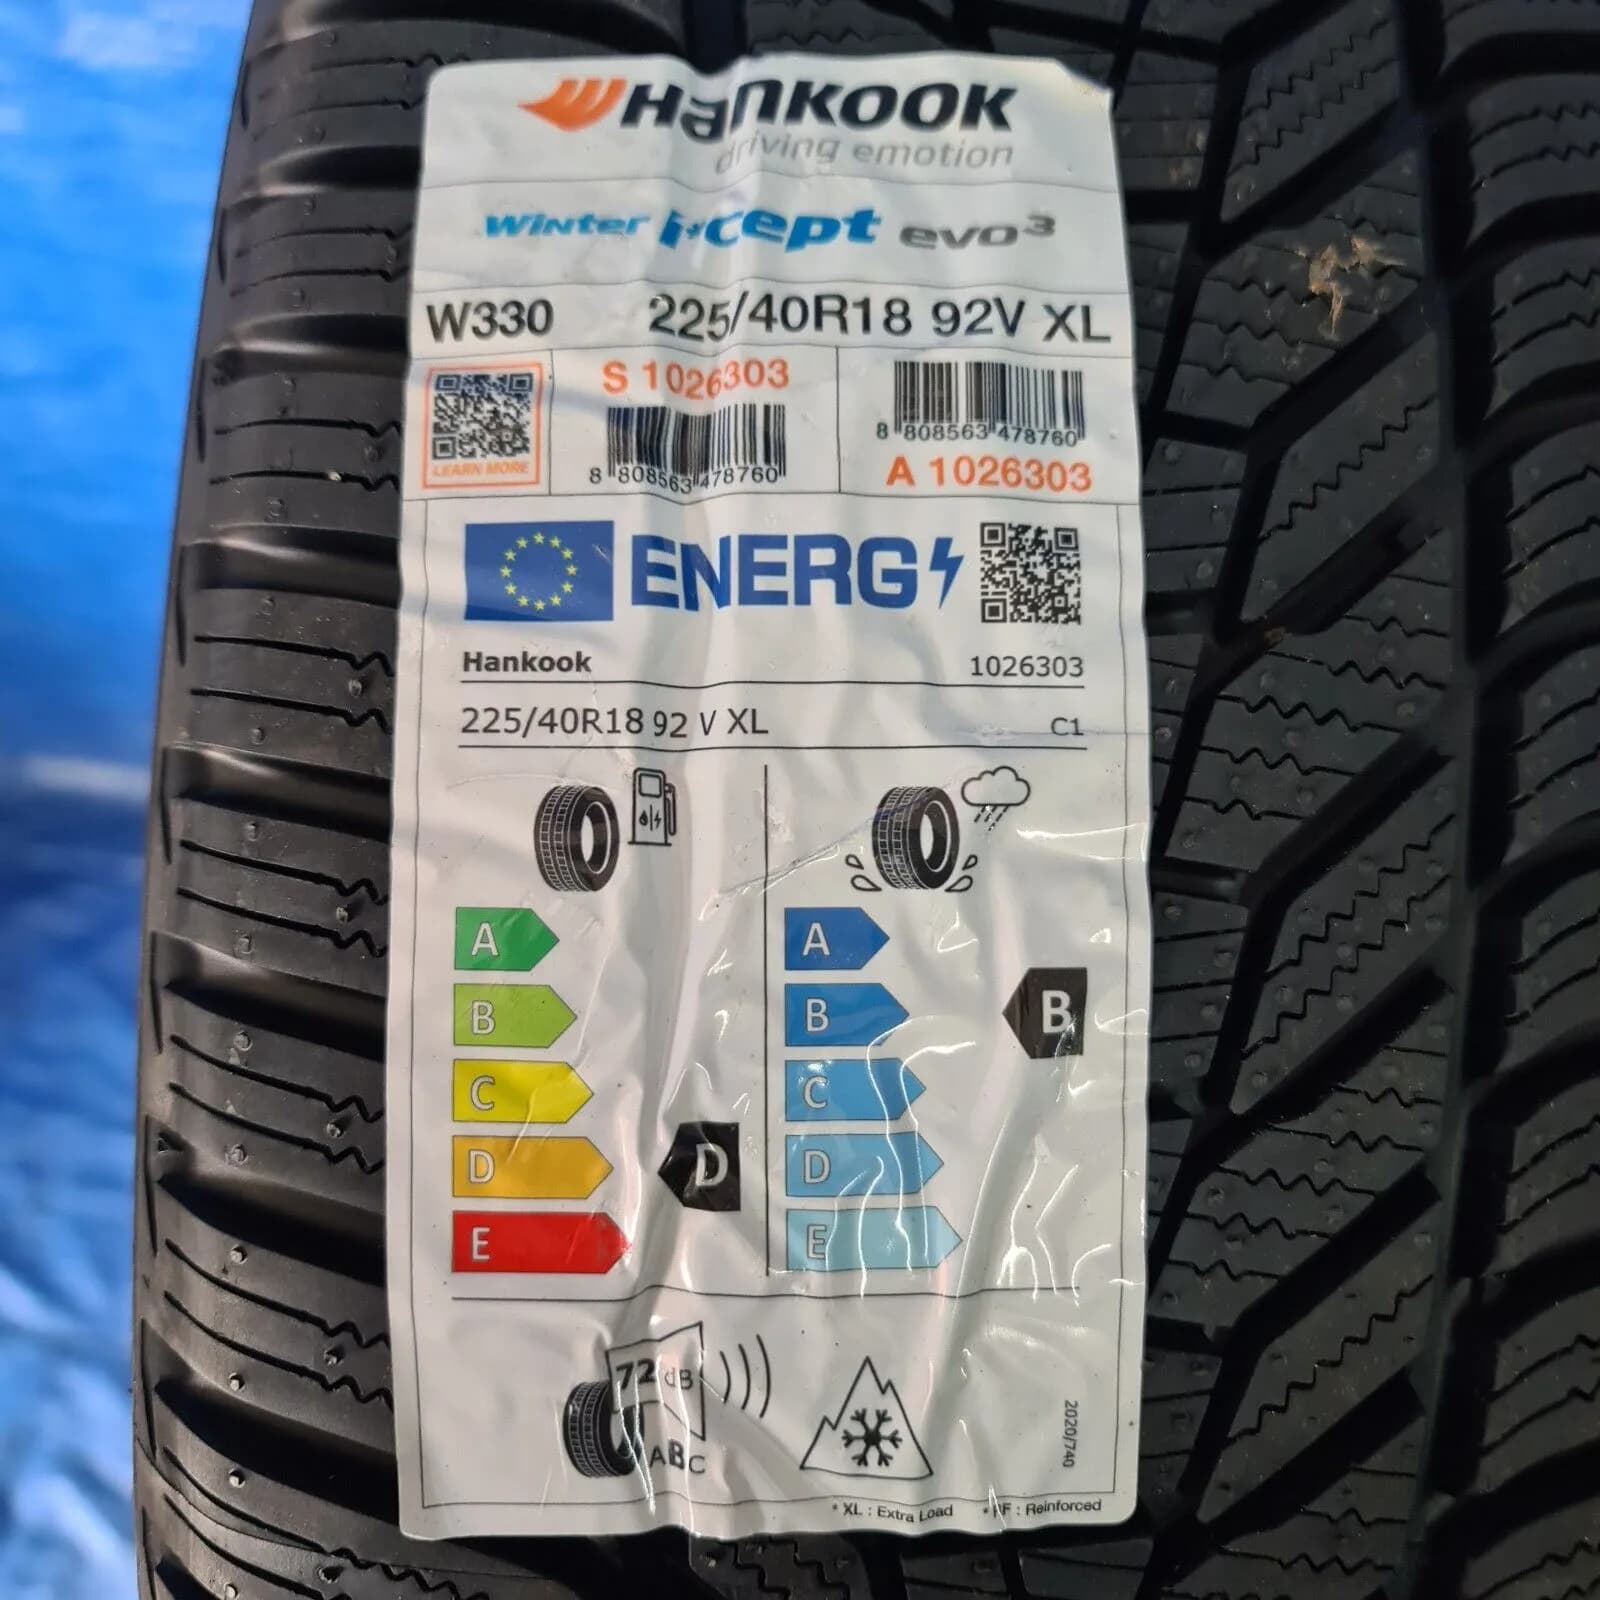 Hankook
driving emotion
Winter i*cept evo3
W330 225/40R18 92V XL
LEARN MORE
S 1026303
8 808563 478760
8 808563 478760
A 1026303
ENERG
Hankook 1026303
225/40R18 92 V XL C1
A
B
C
D
E
D
A
B
C
D
E
B
72 dB
ABC
2020/740
* XL : Extra Load * RF : Reinforced